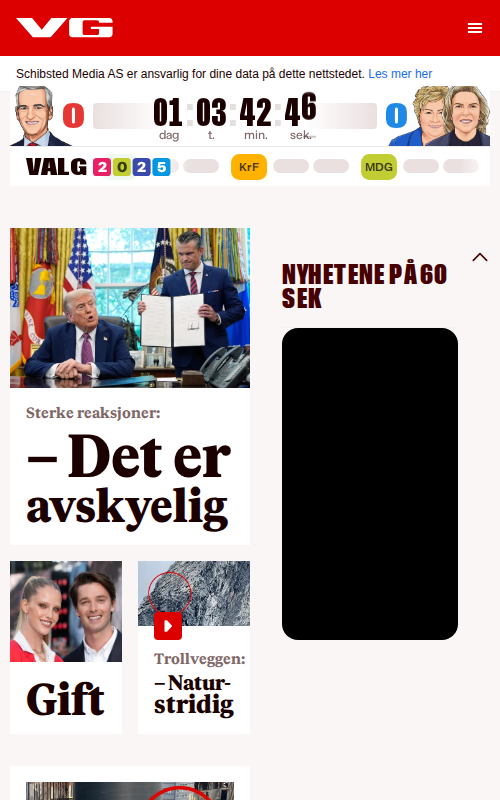 VG
Schibsted Media AS er ansvarlig for dine data på dette nettstedet. Les mer her
0
01:03:42:46
0
dag t. min. sek.
VALG 2025
KrF
MDG
NYHETENE PÅ 60
SEK
Sterke reaksjoner:
– Det er
avskyelig
Gift
Trollveggen:
– Natur-
stridig